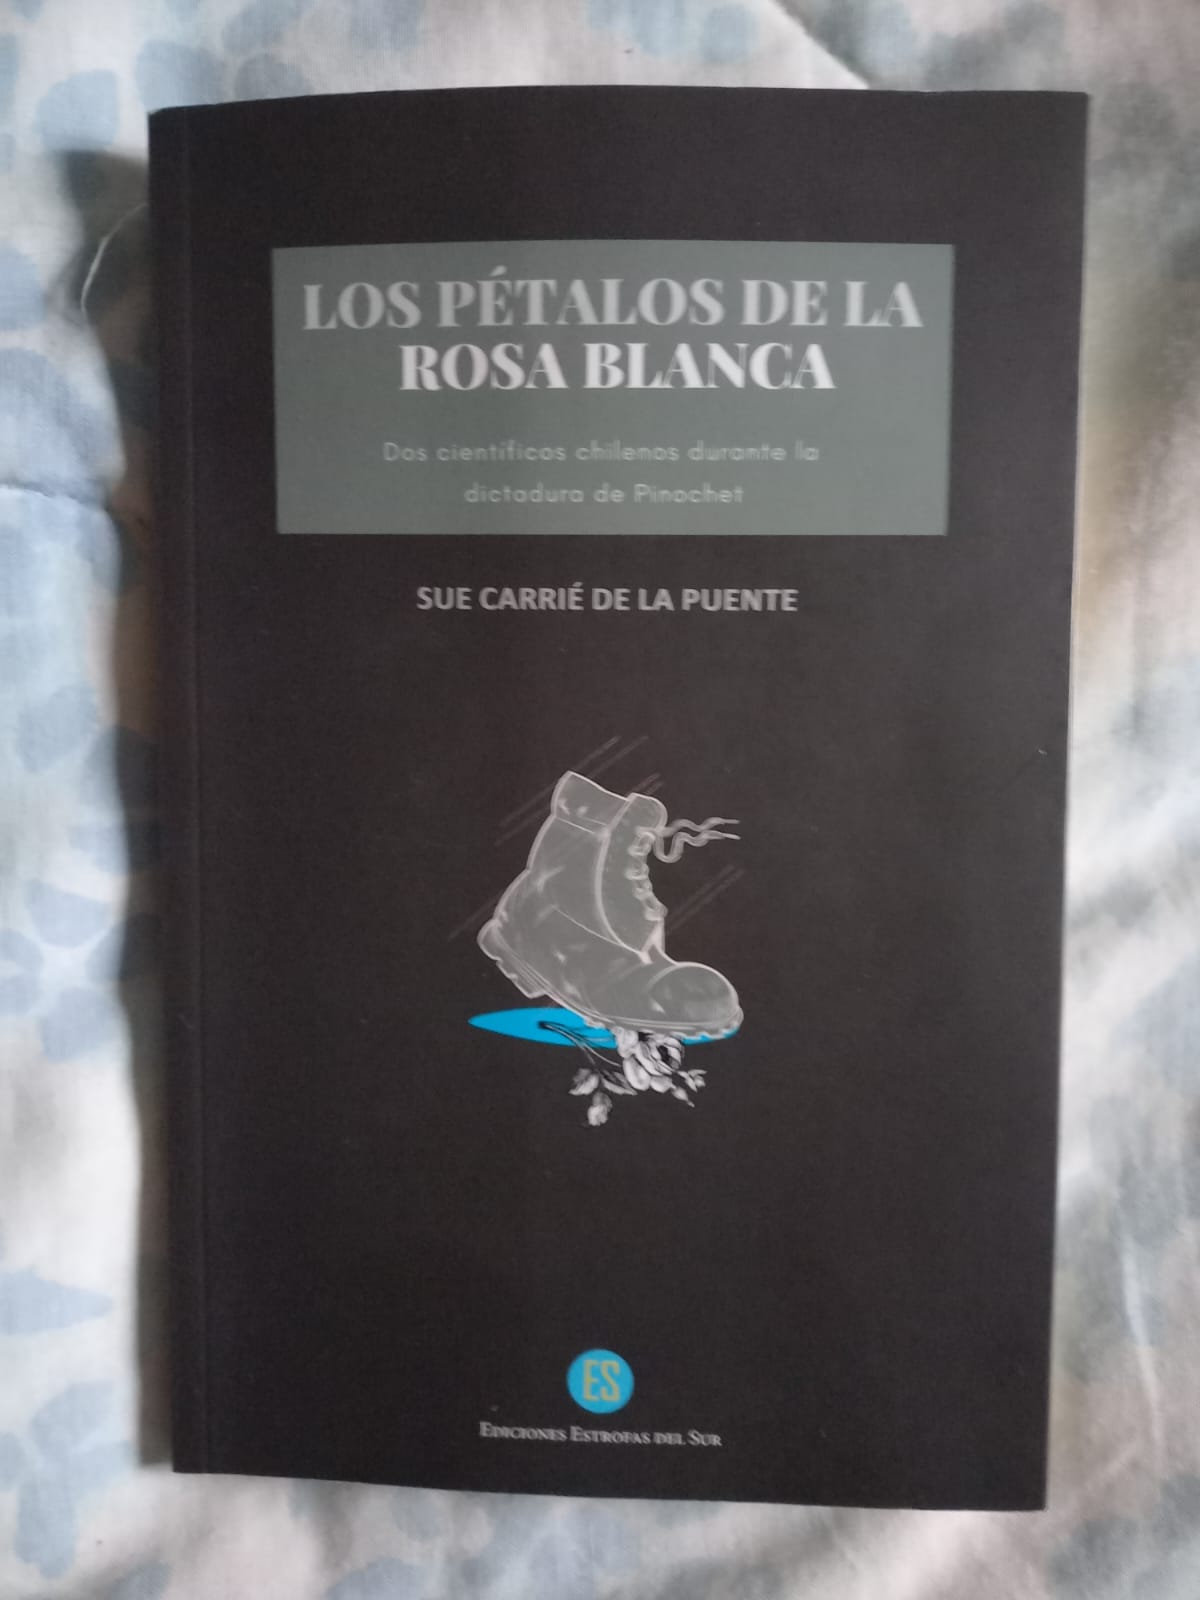 LOS PÉTALOS DE LA
ROSA BLANCA
Dos científicos chilenos durante la
dictadura de Pinochet
SUE CARRIÉ DE LA PUENTE
ES
EDICIONES ESTROFAS DEL SUR